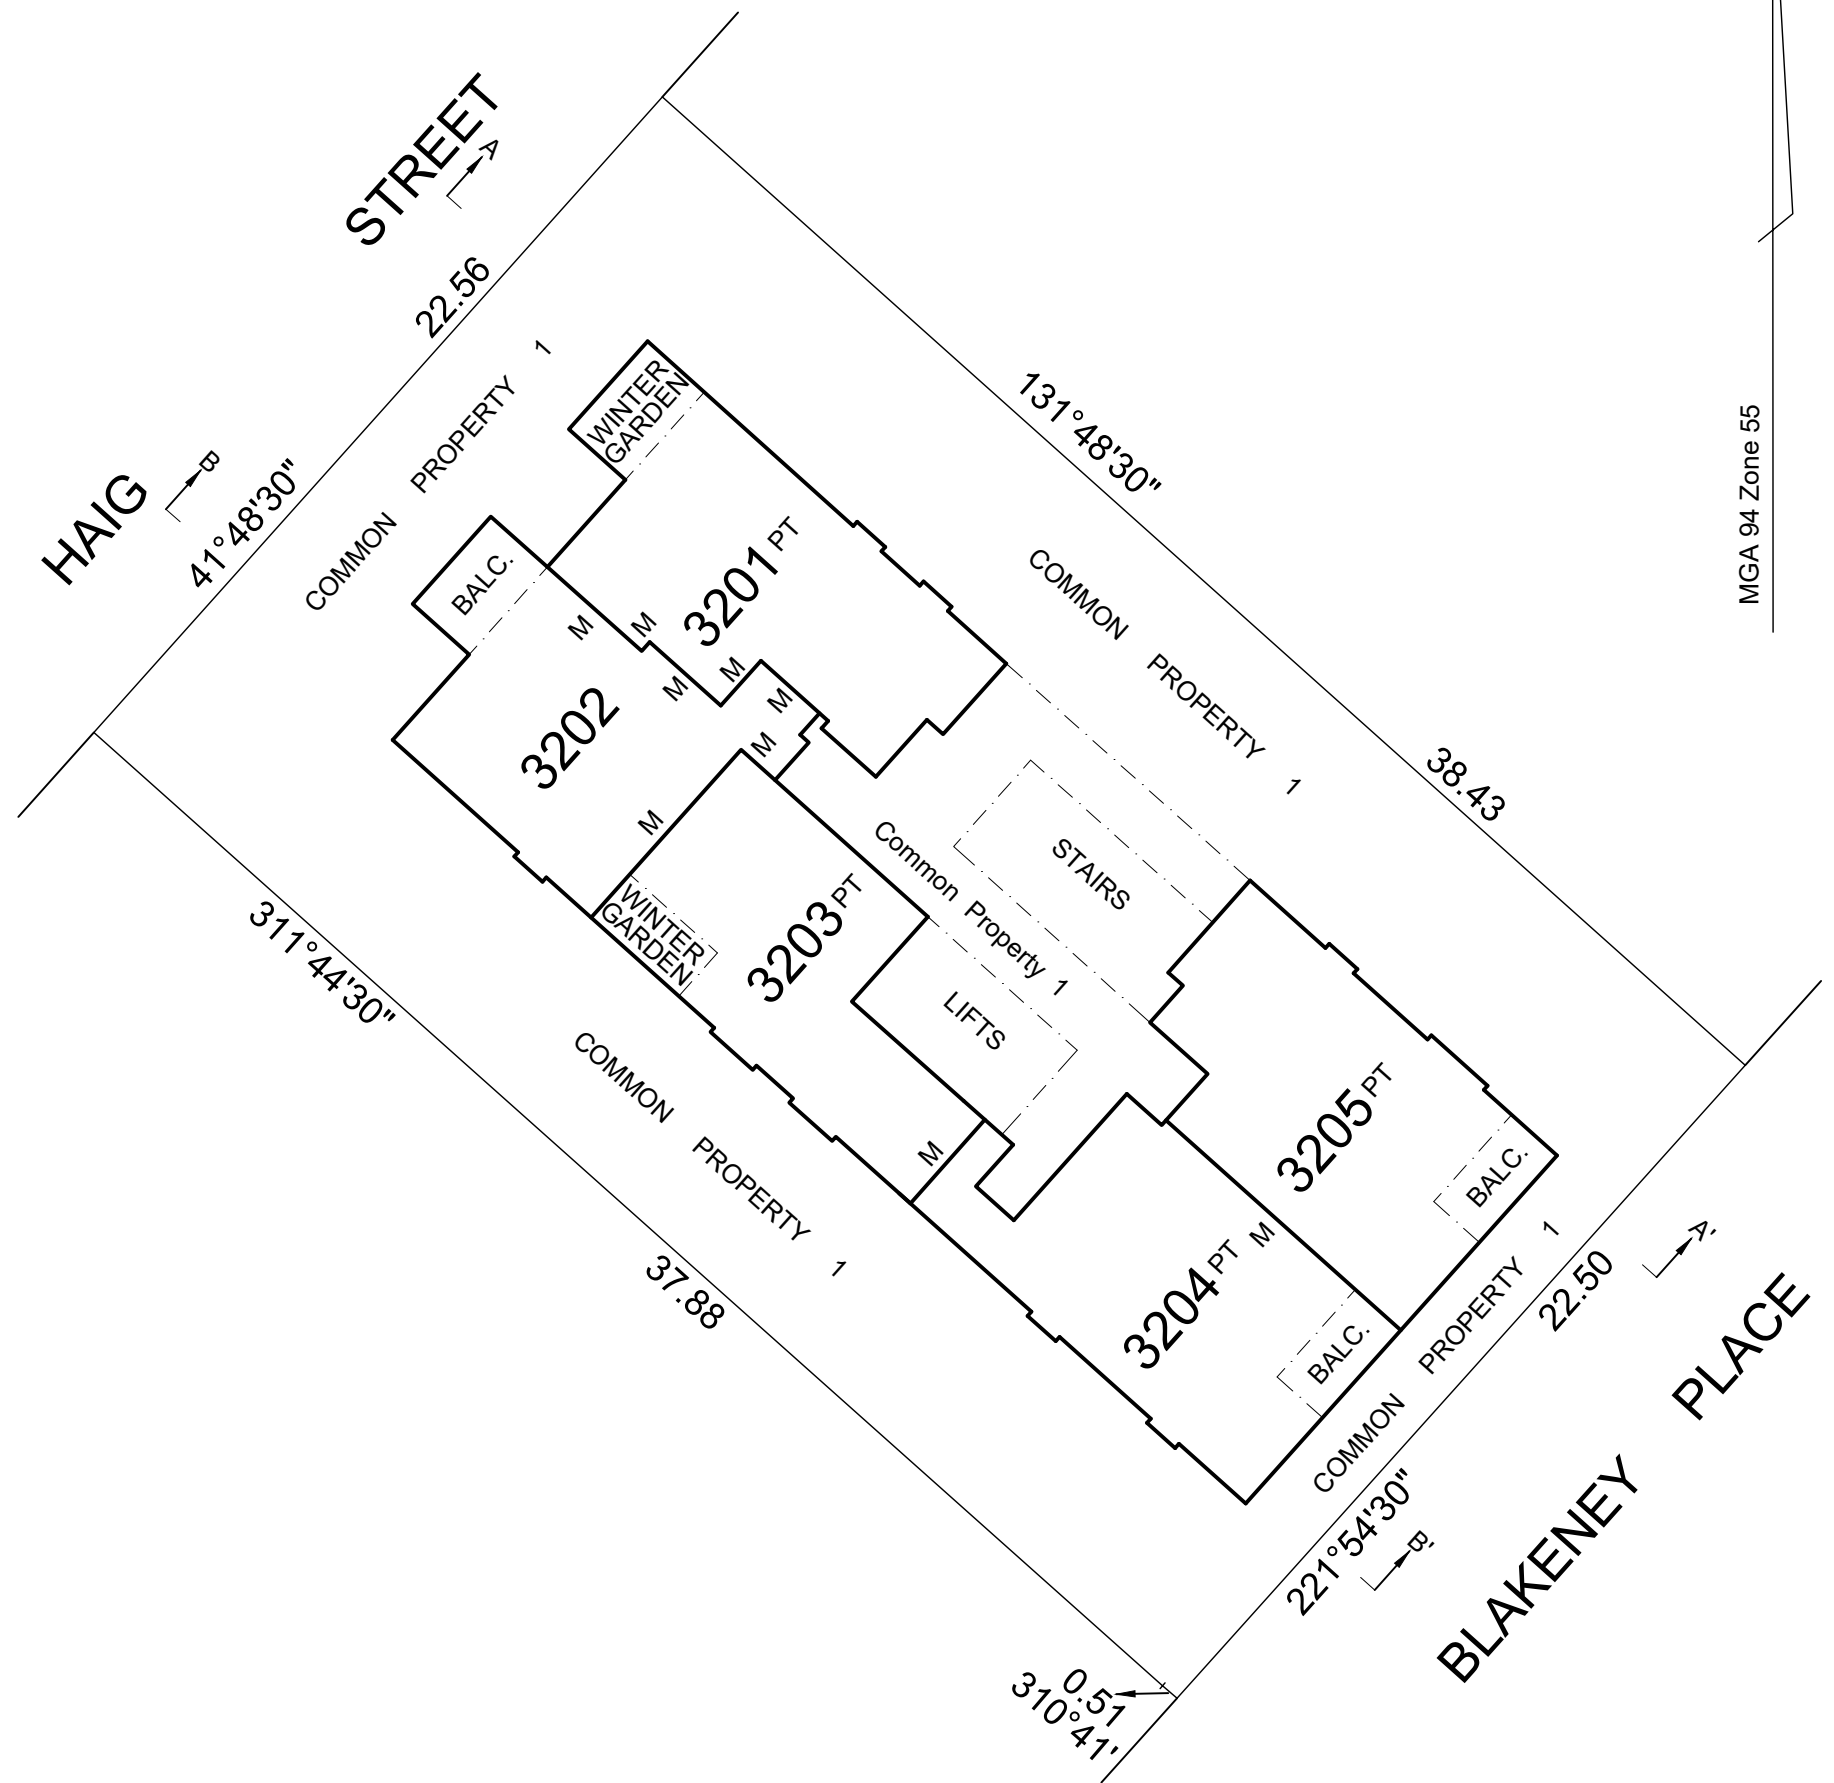 HAIG STREET
A
B
22.56
41°48'30"
COMMON PROPERTY 1
WINTER
GARDEN
BALC.
3201 PT
M
M
M
M
M
M
M
3202
131°48'30"
38.43
COMMON PROPERTY 1
MGA 94 Zone 55
STAIRS
Common Property 1
LIFTS
WINTER
GARDEN
3203 PT
M
311°44'30"
37.88
COMMON PROPERTY 1
3205 PT
BALC.
M
3204 PT
BALC.
COMMON PROPERTY 1
22.50
221°54'30"
A'
B'
BLAKENEY PLACE
0.51
310°41'